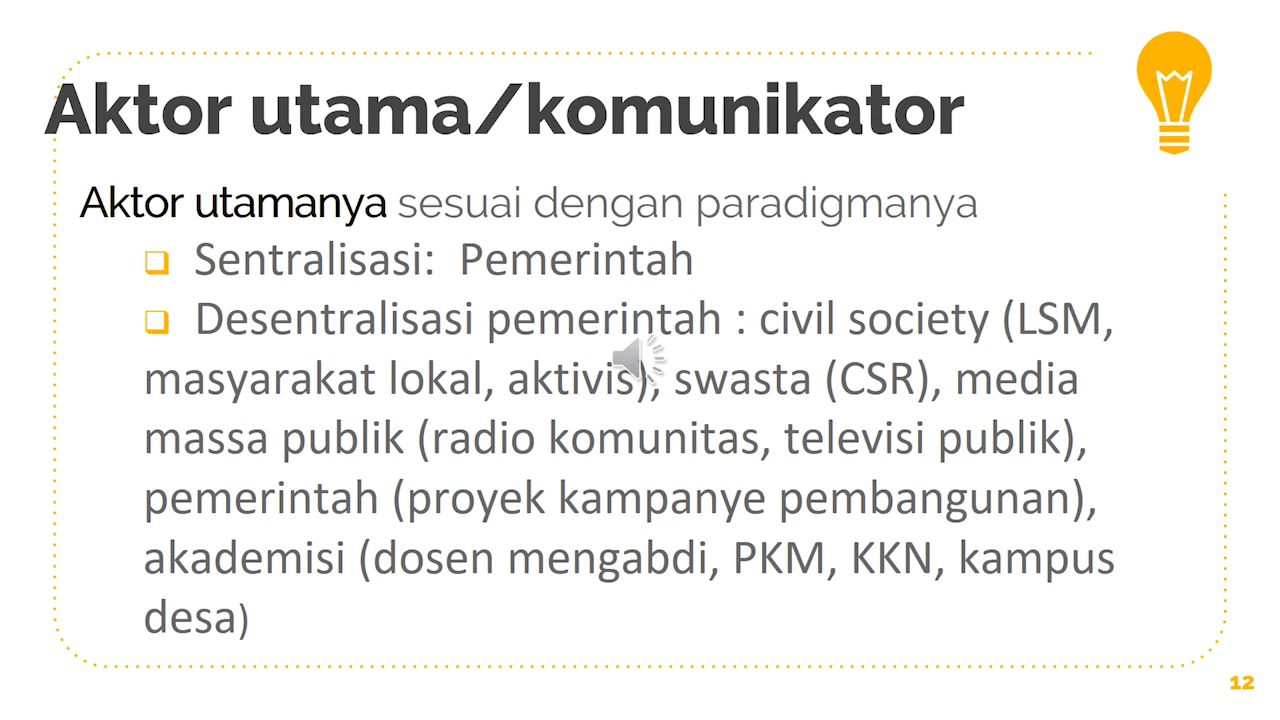 Aktor utama/komunikator
Aktor utamanya sesuai dengan paradigmanya
Sentralisasi: Pemerintah
Desentralisasi pemerintah : civil society (LSM,
masyarakat lokal, aktivis), swasta (CSR), media
massa publik (radio komunitas, televisi publik),
pemerintah (proyek kampanye pembangunan),
akademisi (dosen mengabdi, PKM, KKN, kampus
desa)
12